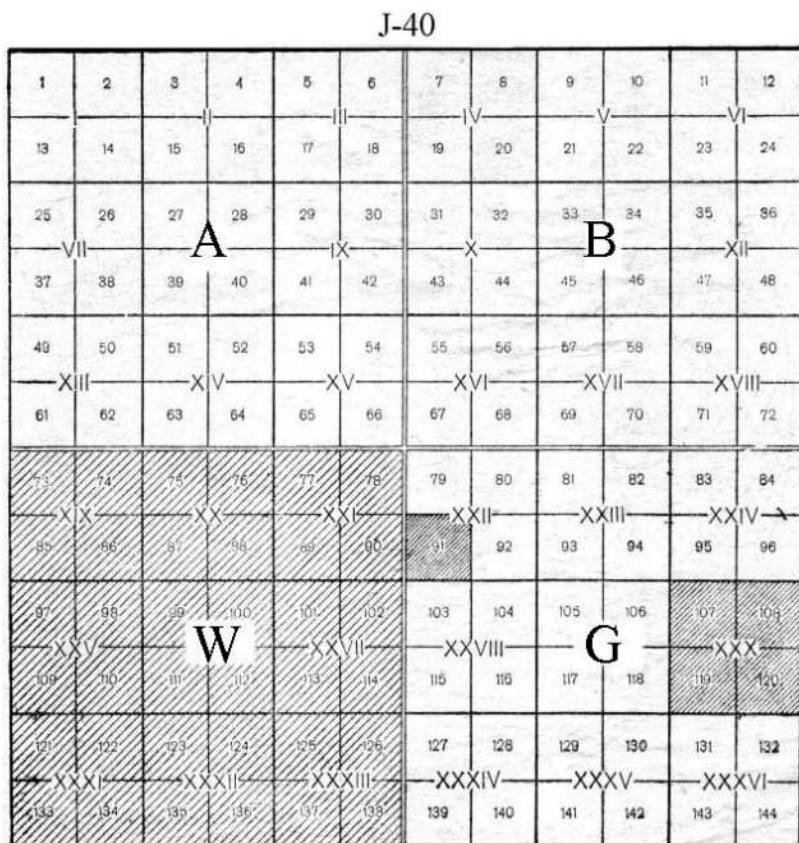 J-40
1 2 3 4 5 6 7 8 9 10 11 12
I II III IV V VI
13 14 15 16 17 18 19 20 21 22 23 24
25 26 27 28 29 30 31 32 33 34 35 36
VII A IX X B XII
37 38 39 40 41 42 43 44 45 46 47 48
49 50 51 52 53 54 55 56 57 58 59 60
XIII XIV XV XVI XVII XVIII
61 62 63 64 65 66 67 68 69 70 71 72
73 74 75 76 77 78 79 80 81 82 83 84
XIX XX XXI XXII XXIII XXIV
85 86 87 88 89 90 91 92 93 94 95 96
97 98 99 100 101 102 103 104 105 106 107 108
XXV W XXVII XXVIII G XXX
109 110 111 112 113 114 115 116 117 118 119 120
121 122 123 124 125 126 127 128 129 130 131 132
XXXI XXXII XXXIII XXXIV XXXV XXXVI
133 134 135 136 137 138 139 140 141 142 143 144